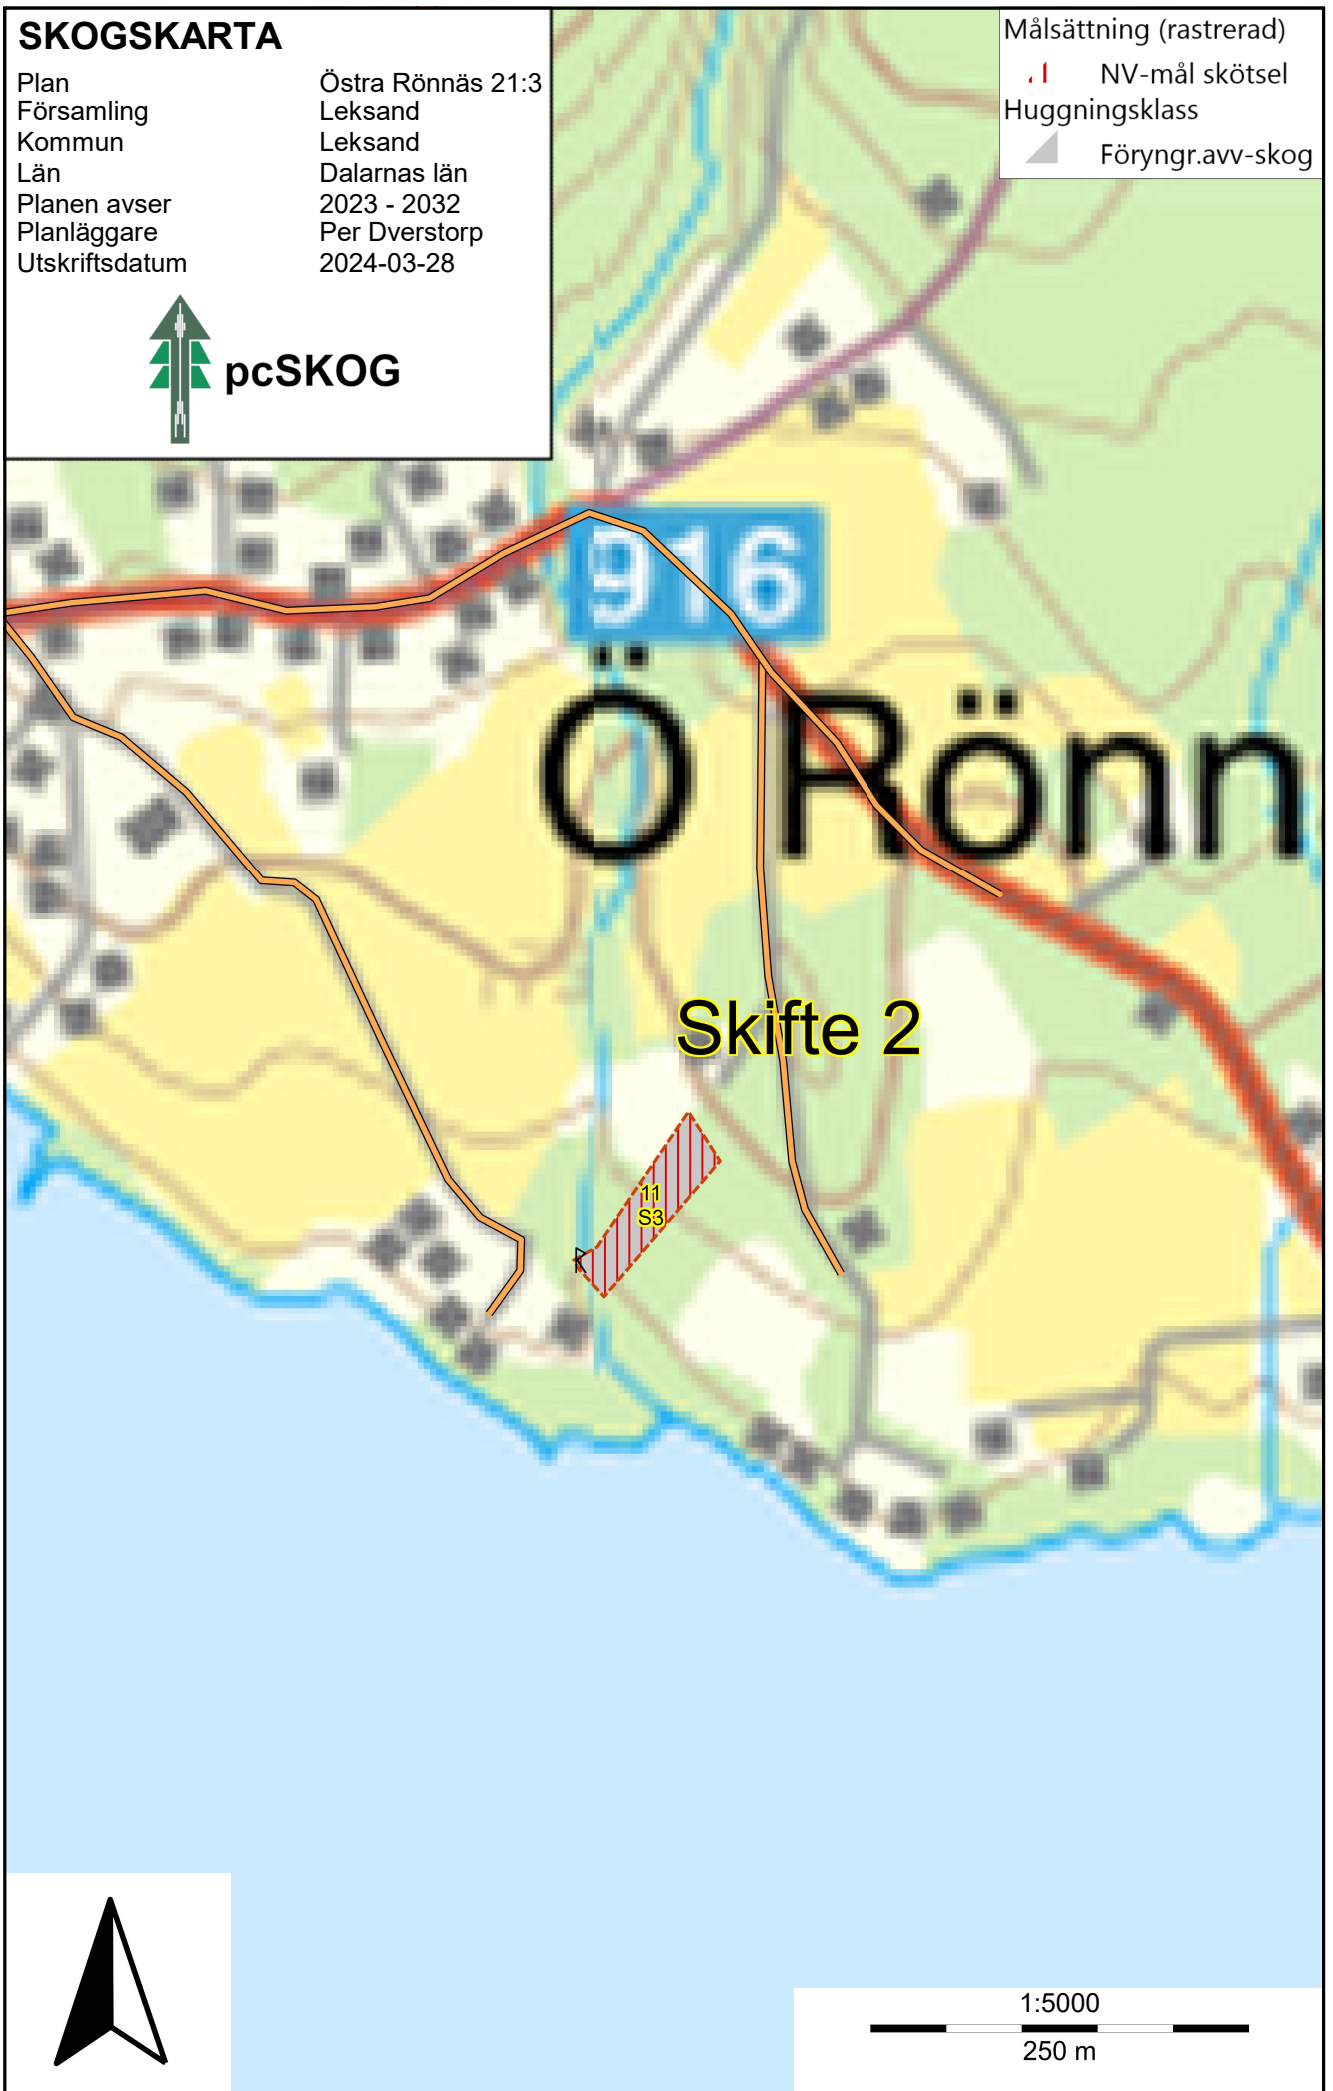 SKOGSKARTA
Plan Östra Rönnäs 21:3
Församling Leksand
Kommun Leksand
Län Dalarnas län
Planen avser 2023 - 2032
Planläggare Per Dverstorp
Utskriftsdatum 2024-03-28
pcSKOG
Målsättning (rastrerad)
NV-mål skötsel
Huggningsklass
Föryngr.avv-skog
916
Ö Rönn
Skifte 2
11
S3
R
1:5000
250 m